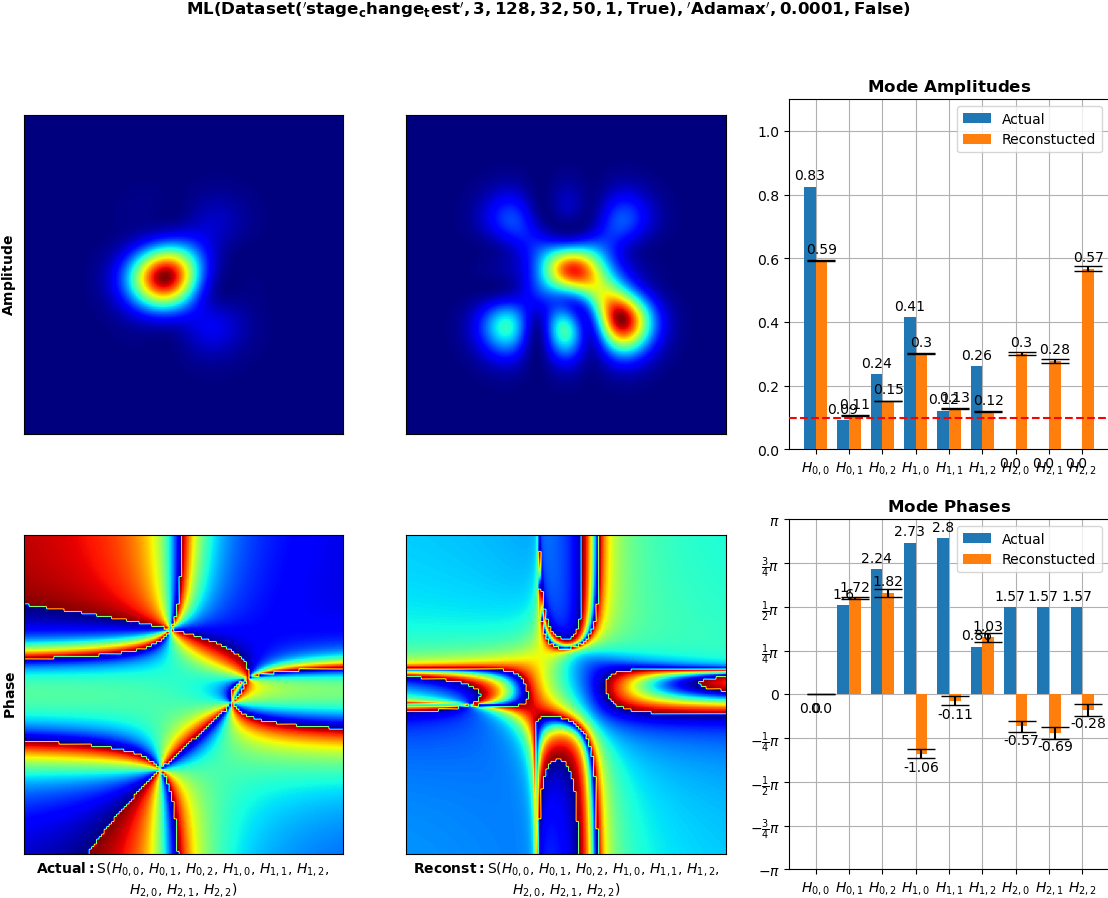 ML(Dataset('stage_change_test', 3, 128, 32, 50, 1, True), 'Adamax', 0.0001, False)
Amplitude
Mode Amplitudes
Actual
Reconstucted
1.0
0.8
0.6
0.4
0.2
0.0
0.83
0.59
0.09
0.11
0.24
0.15
0.41
0.3
0.12
0.13
0.26
0.12
0.0
0.3
0.0
0.28
0.0
0.57
H0,0 H0,1 H0,2 H1,0 H1,1 H1,2 H2,0 H2,1 H2,2
Phase
Mode Phases
Actual
Reconstucted
π
3/4π
1/2π
1/4π
0
−1/4π
−1/2π
−3/4π
−π
0.0
0.0
1.6
1.72
2.24
1.82
2.73
-1.06
2.8
-0.11
0.86
1.03
1.57
-0.57
1.57
-0.69
1.57
-0.28
H0,0 H0,1 H0,2 H1,0 H1,1 H1,2 H2,0 H2,1 H2,2
Actual: S(H0,0, H0,1, H0,2, H1,0, H1,1, H1,2,
H2,0, H2,1, H2,2)
Reconst: S(H0,0, H0,1, H0,2, H1,0, H1,1, H1,2,
H2,0, H2,1, H2,2)